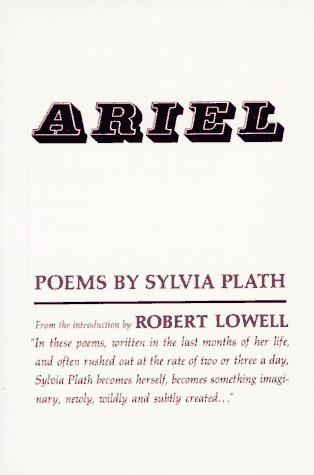 ARIEL
POEMS BY SYLVIA PLATH
From the introduction by ROBERT LOWELL
"In these poems, written in the last months of her life,
and often rushed out at the rate of two or three a day,
Sylvia Plath becomes herself, becomes something imagi-
nary, newly, wildly and subtly created..."